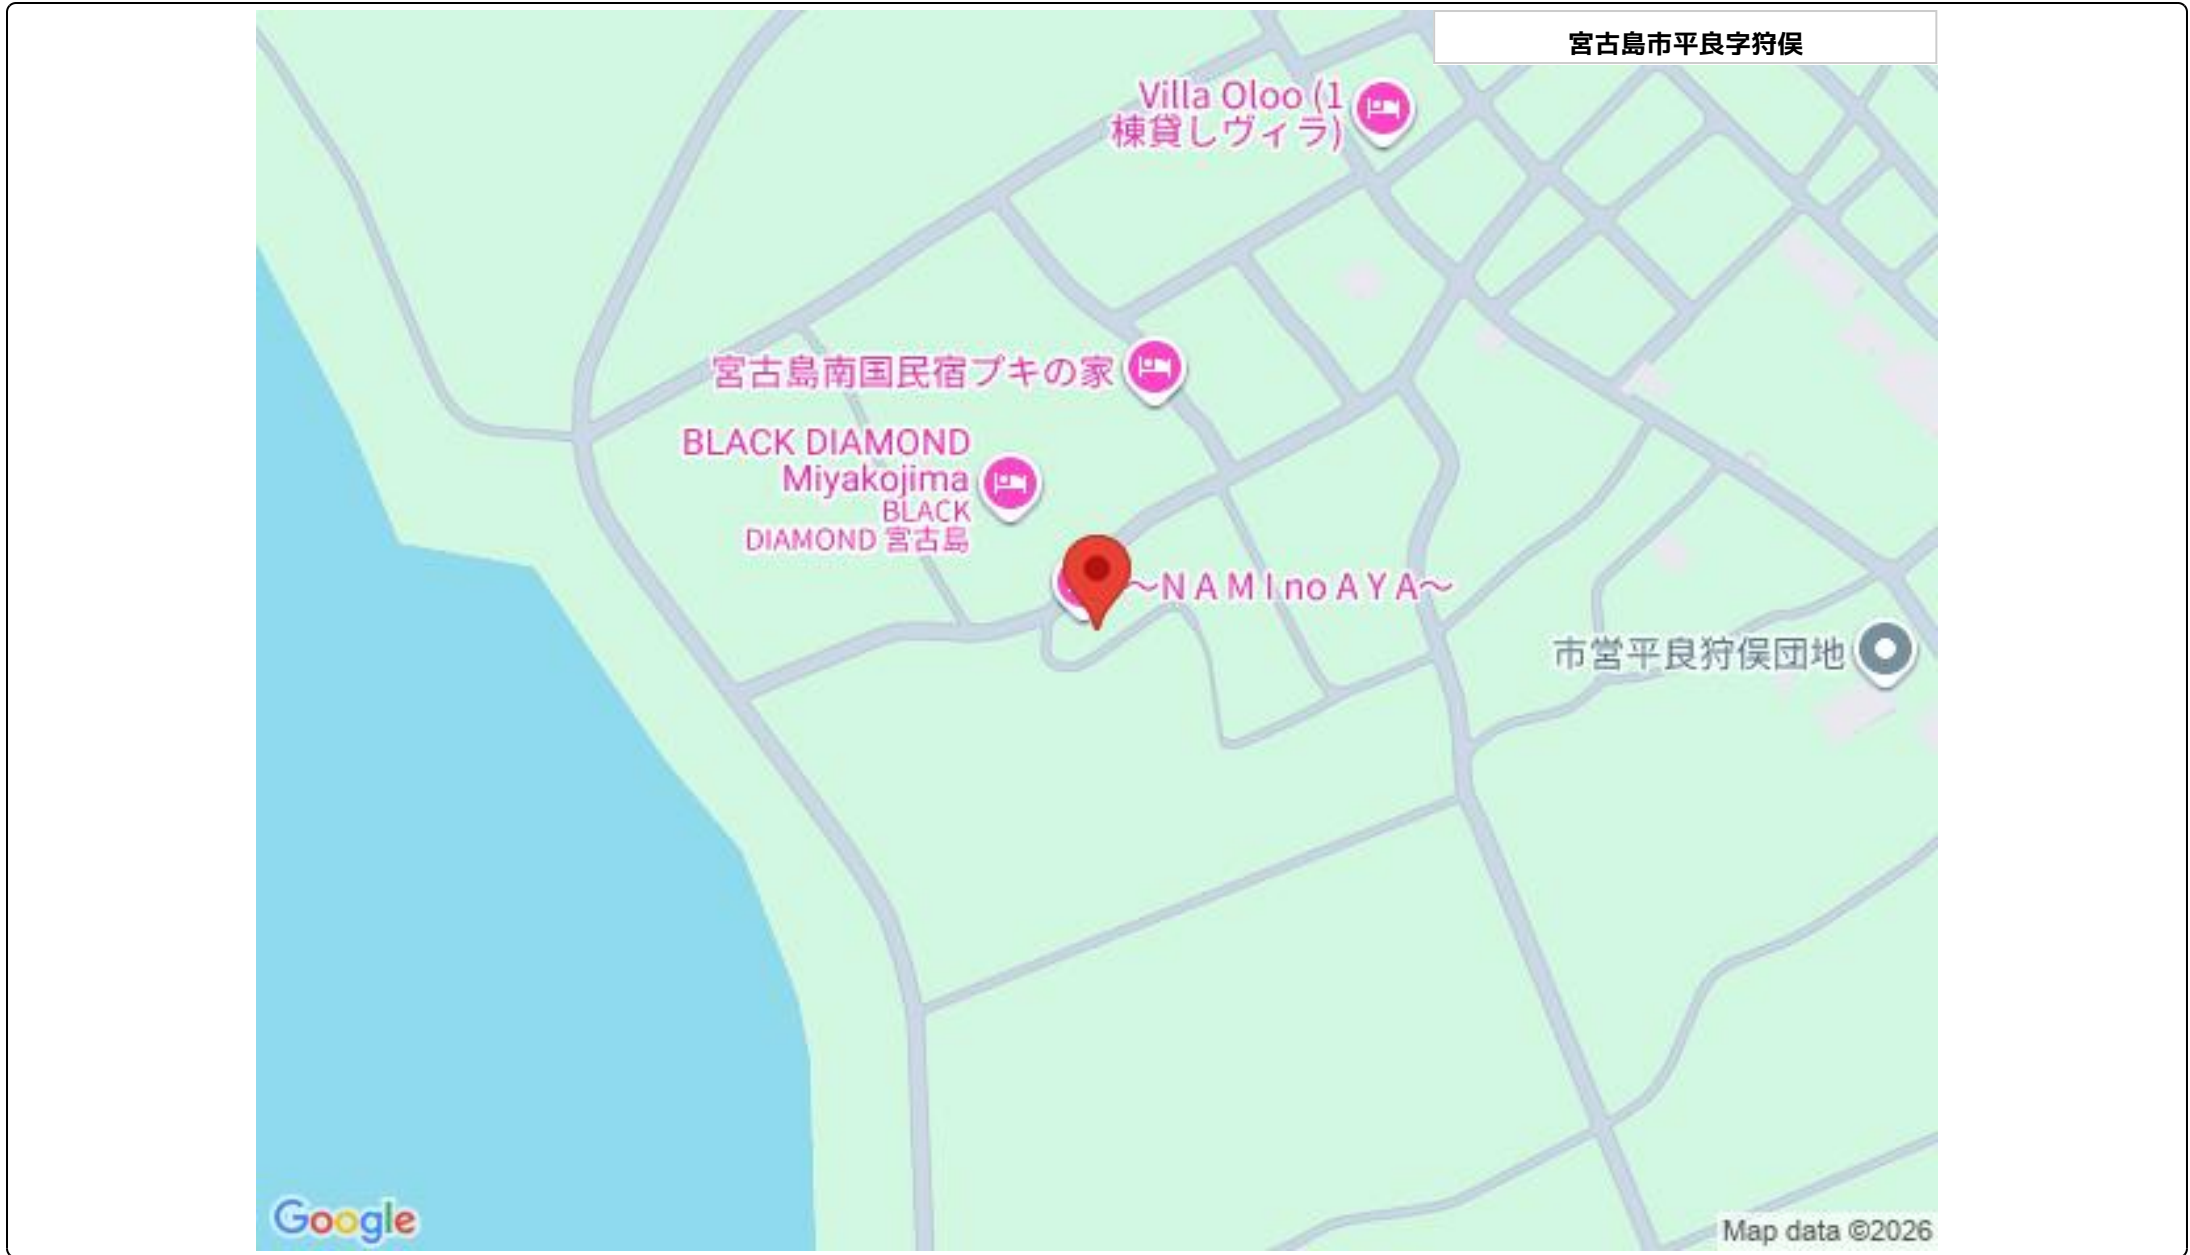 宮古島市平良字狩俣
Villa Oloo (1
棟貸しヴィラ)
宮古島南国民宿プキの家
BLACK DIAMOND
Miyakojima
BLACK
DIAMOND 宮古島
～N A M I no A Y A～
市営平良狩俣団地
Google
Map data ©2026